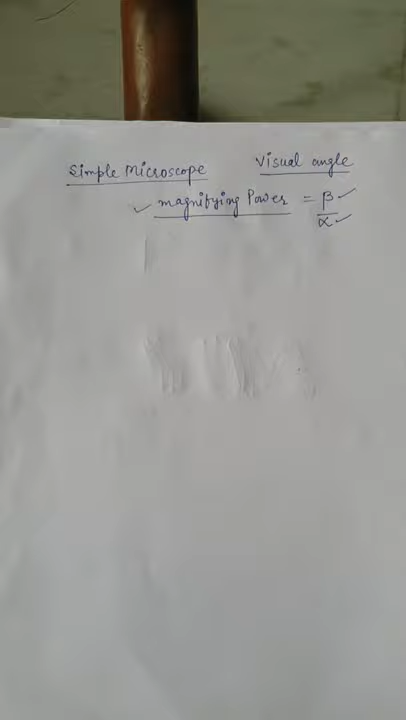 Simple Microscope Visual angle
✓ magnifying Power = β ✓
α ✓